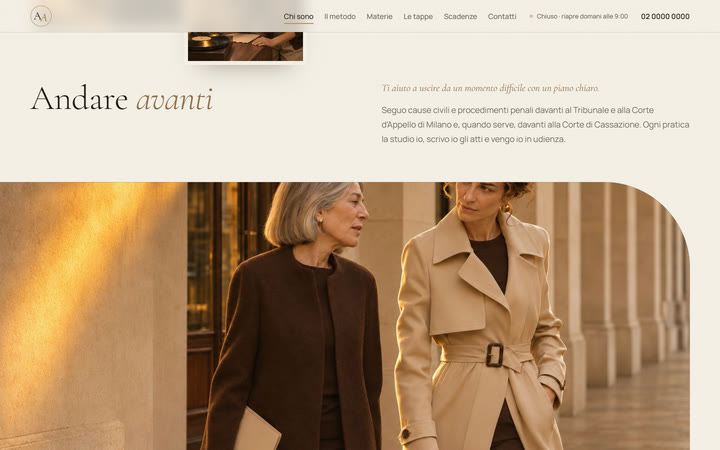 AA
Chi sono
Il metodo
Materie
Le tappe
Scadenze
Contatti
Chiuso · riapre domani alle 9:00
02 0000 0000
Andare avanti
Ti aiuto a uscire da un momento difficile con un piano chiaro.
Seguo cause civili e procedimenti penali davanti al Tribunale e alla Corte
d'Appello di Milano e, quando serve, davanti alla Corte di Cassazione. Ogni pratica
la studio io, scrivo io gli atti e vengo io in udienza.